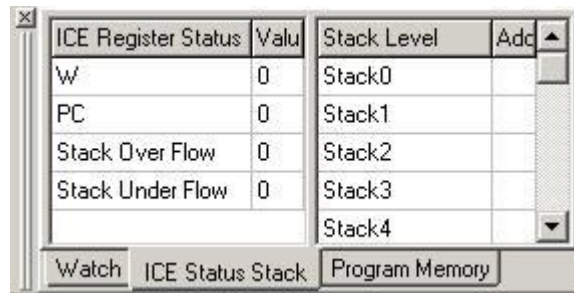 ICE Register Status Valu
W 0
PC 0
Stack Over Flow 0
Stack Under Flow 0
Stack Level Add
Stack0
Stack1
Stack2
Stack3
Stack4
Watch ICE Status Stack Program Memory